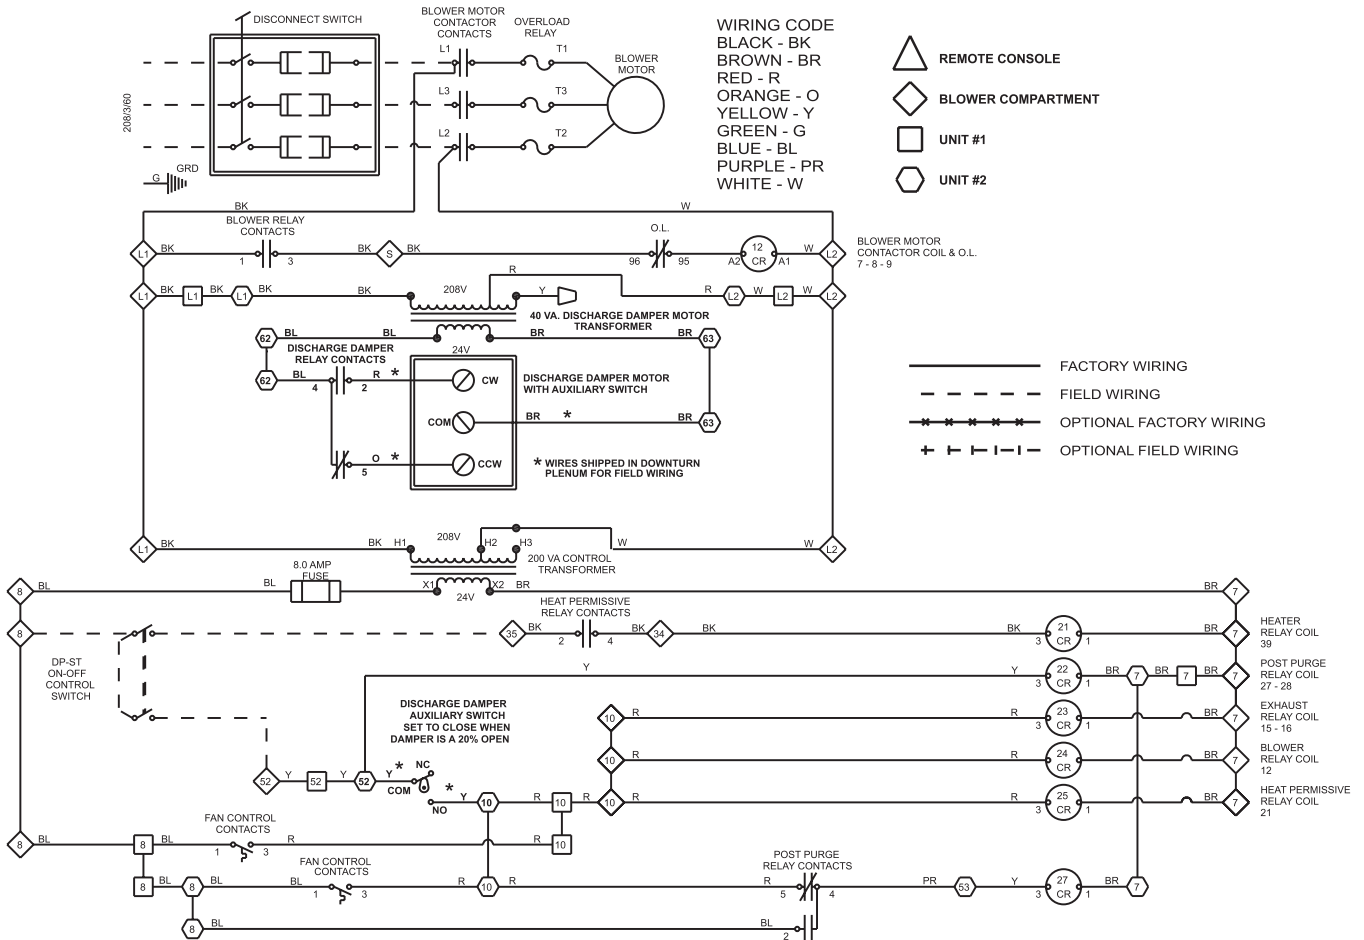 DISCONNECT SWITCH
BLOWER MOTOR
CONTACTOR
CONTACTS
OVERLOAD
RELAY
L1
T1
BLOWER
MOTOR
L3
T3
L2
T2
208/3/60
GRD
G
WIRING CODE
BLACK - BK
BROWN - BR
RED - R
ORANGE - O
YELLOW - Y
GREEN - G
BLUE - BL
PURPLE - PR
WHITE - W
REMOTE CONSOLE
BLOWER COMPARTMENT
UNIT #1
UNIT #2
BK
W
BLOWER RELAY
CONTACTS
L1
BK
1
3
BK
S
BK
O.L.
96
95
A2
12
CR
A1
W
L2
BLOWER MOTOR
CONTACTOR COIL & O.L.
7 - 8 - 9
L1
BK
L1
BK
L1
BK
BK
208V
R
Y
R
L2
W
L2
W
L2
40 VA. DISCHARGE DAMPER MOTOR
TRANSFORMER
62
BL
BL
24V
BR
BR
63
DISCHARGE DAMPER
RELAY CONTACTS
62
BL
4
R
2
*
CW
DISCHARGE DAMPER MOTOR
WITH AUXILIARY SWITCH
COM
BR
*
BR
63
O
5
*
CCW
* WIRES SHIPPED IN DOWNTURN
PLENUM FOR FIELD WIRING
FACTORY WIRING
FIELD WIRING
OPTIONAL FACTORY WIRING
OPTIONAL FIELD WIRING
L1
BK
BK
H1
208V
H2
H3
W
W
L2
200 VA CONTROL
TRANSFORMER
8.0 AMP
FUSE
8
BL
BL
X1
24V
X2
BR
BR
7
HEAT PERMISSIVE
RELAY CONTACTS
8
35
BK
2
4
BK
34
BK
BK
3
21
CR
1
BR
7
HEATER
RELAY COIL
39
DP-ST
ON-OFF
CONTROL
SWITCH
Y
Y
3
22
CR
1
BR
7
BR
7
BR
7
POST PURGE
RELAY COIL
27 - 28
DISCHARGE DAMPER
AUXILIARY SWITCH
SET TO CLOSE WHEN
DAMPER IS A 20% OPEN
10
R
R
3
23
CR
1
BR
7
EXHAUST
RELAY COIL
15 - 16
10
R
R
3
24
CR
1
BR
7
BLOWER
RELAY COIL
12
52
Y
52
Y
52
Y
*
COM
NC
NO
Y
*
10
R
10
R
10
R
R
3
25
CR
1
BR
7
HEAT PERMISSIVE
RELAY COIL
21
FAN CONTROL
CONTACTS
8
BL
8
BL
1
3
R
R
10
FAN CONTROL
CONTACTS
8
BL
8
BL
BL
1
3
R
10
R
POST PURGE
RELAY CONTACTS
R
5
4
PR
53
Y
3
27
CR
1
BR
7
8
BL
BL
2